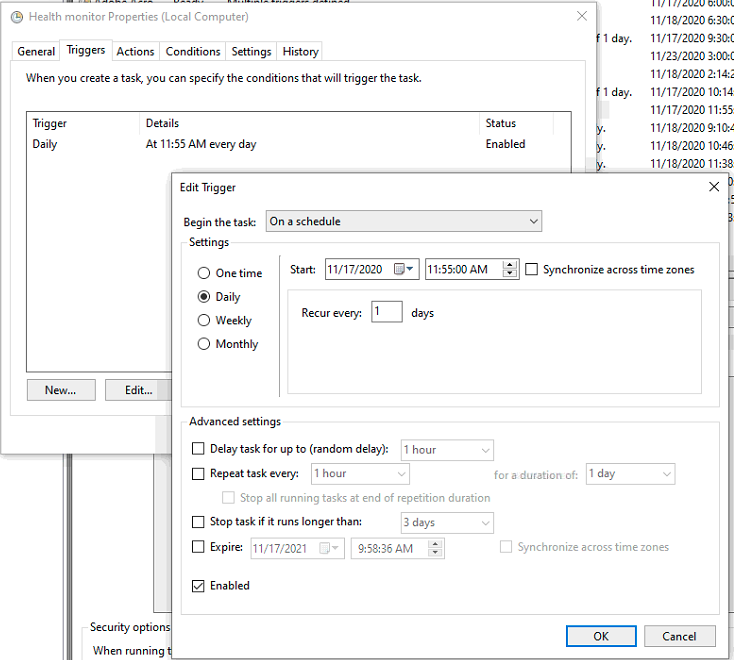 Health monitor Properties (Local Computer)
General Triggers Actions Conditions Settings History
When you create a task, you can specify the conditions that will trigger the task.
Trigger Details Status
Daily At 11:55 AM every day Enabled
New... Edit...
Edit Trigger
Begin the task: On a schedule
Settings
One time
Daily
Weekly
Monthly
Start: 11/17/2020 11:55:00 AM Synchronize across time zones
Recur every: 1 days
Advanced settings
Delay task for up to (random delay): 1 hour
Repeat task every: 1 hour for a duration of: 1 day
Stop all running tasks at end of repetition duration
Stop task if it runs longer than: 3 days
Expire: 11/17/2021 9:58:36 AM Synchronize across time zones
Enabled
OK Cancel
11/18/2020 6:30:0
f 1 day. 11/17/2020 9:30:0
11/23/2020 3:00:0
11/18/2020 2:14:2
f 1 day. 11/17/2020 10:14
11/17/2020 11:55:
y. 11/18/2020 9:10:4
y. 11/18/2020 10:46
y. 11/18/2020 11:38
Security options
When running t